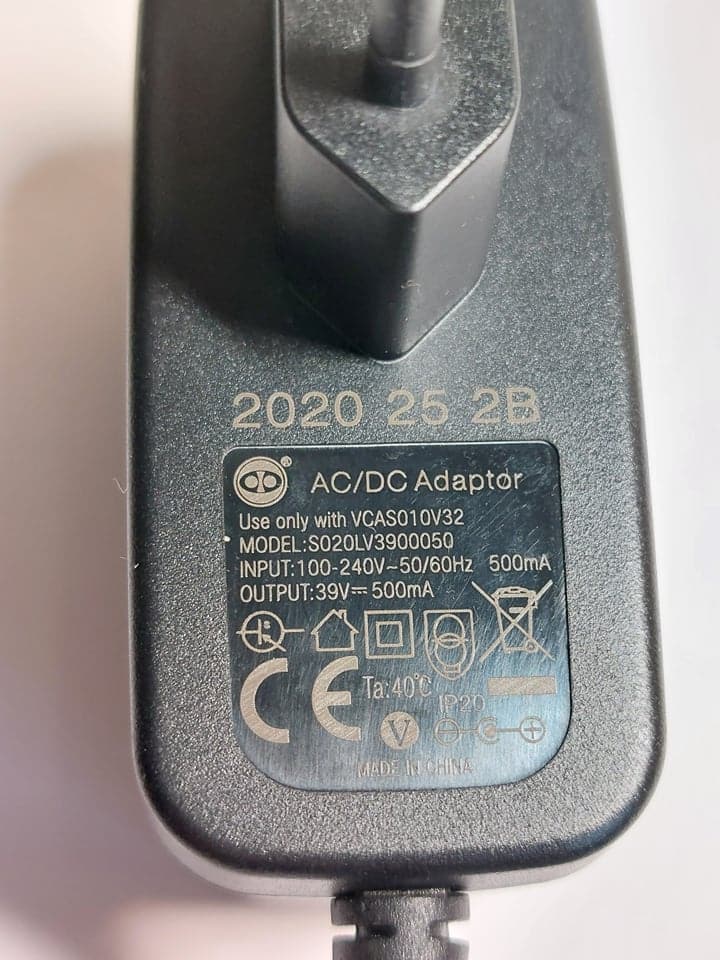 2020 25 2B
® AC/DC Adaptor
Use only with VCAS010V32
MODEL:S020LV3900050
INPUT:100-240V~50/60Hz 500mA
OUTPUT:39V⎓500mA
CE Ta:40℃
IP20
V
MADE IN CHINA